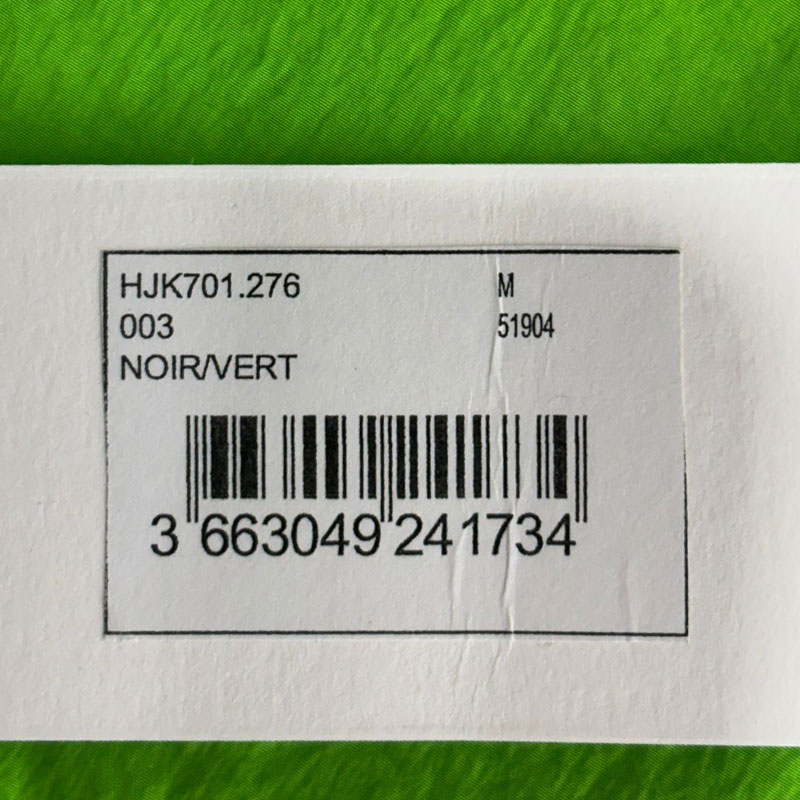 HJK701.276 M
003 51904
NOIR/VERT
3 663049 241734